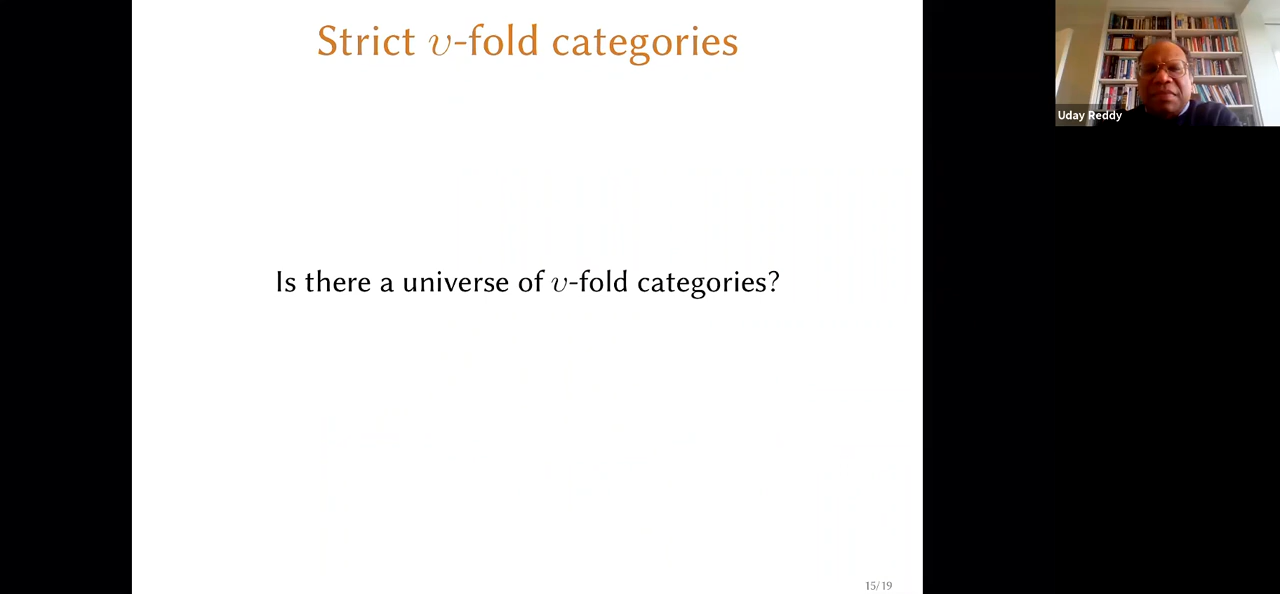 Strict υ-fold categories
Uday Reddy
Is there a universe of υ-fold categories?
15/19